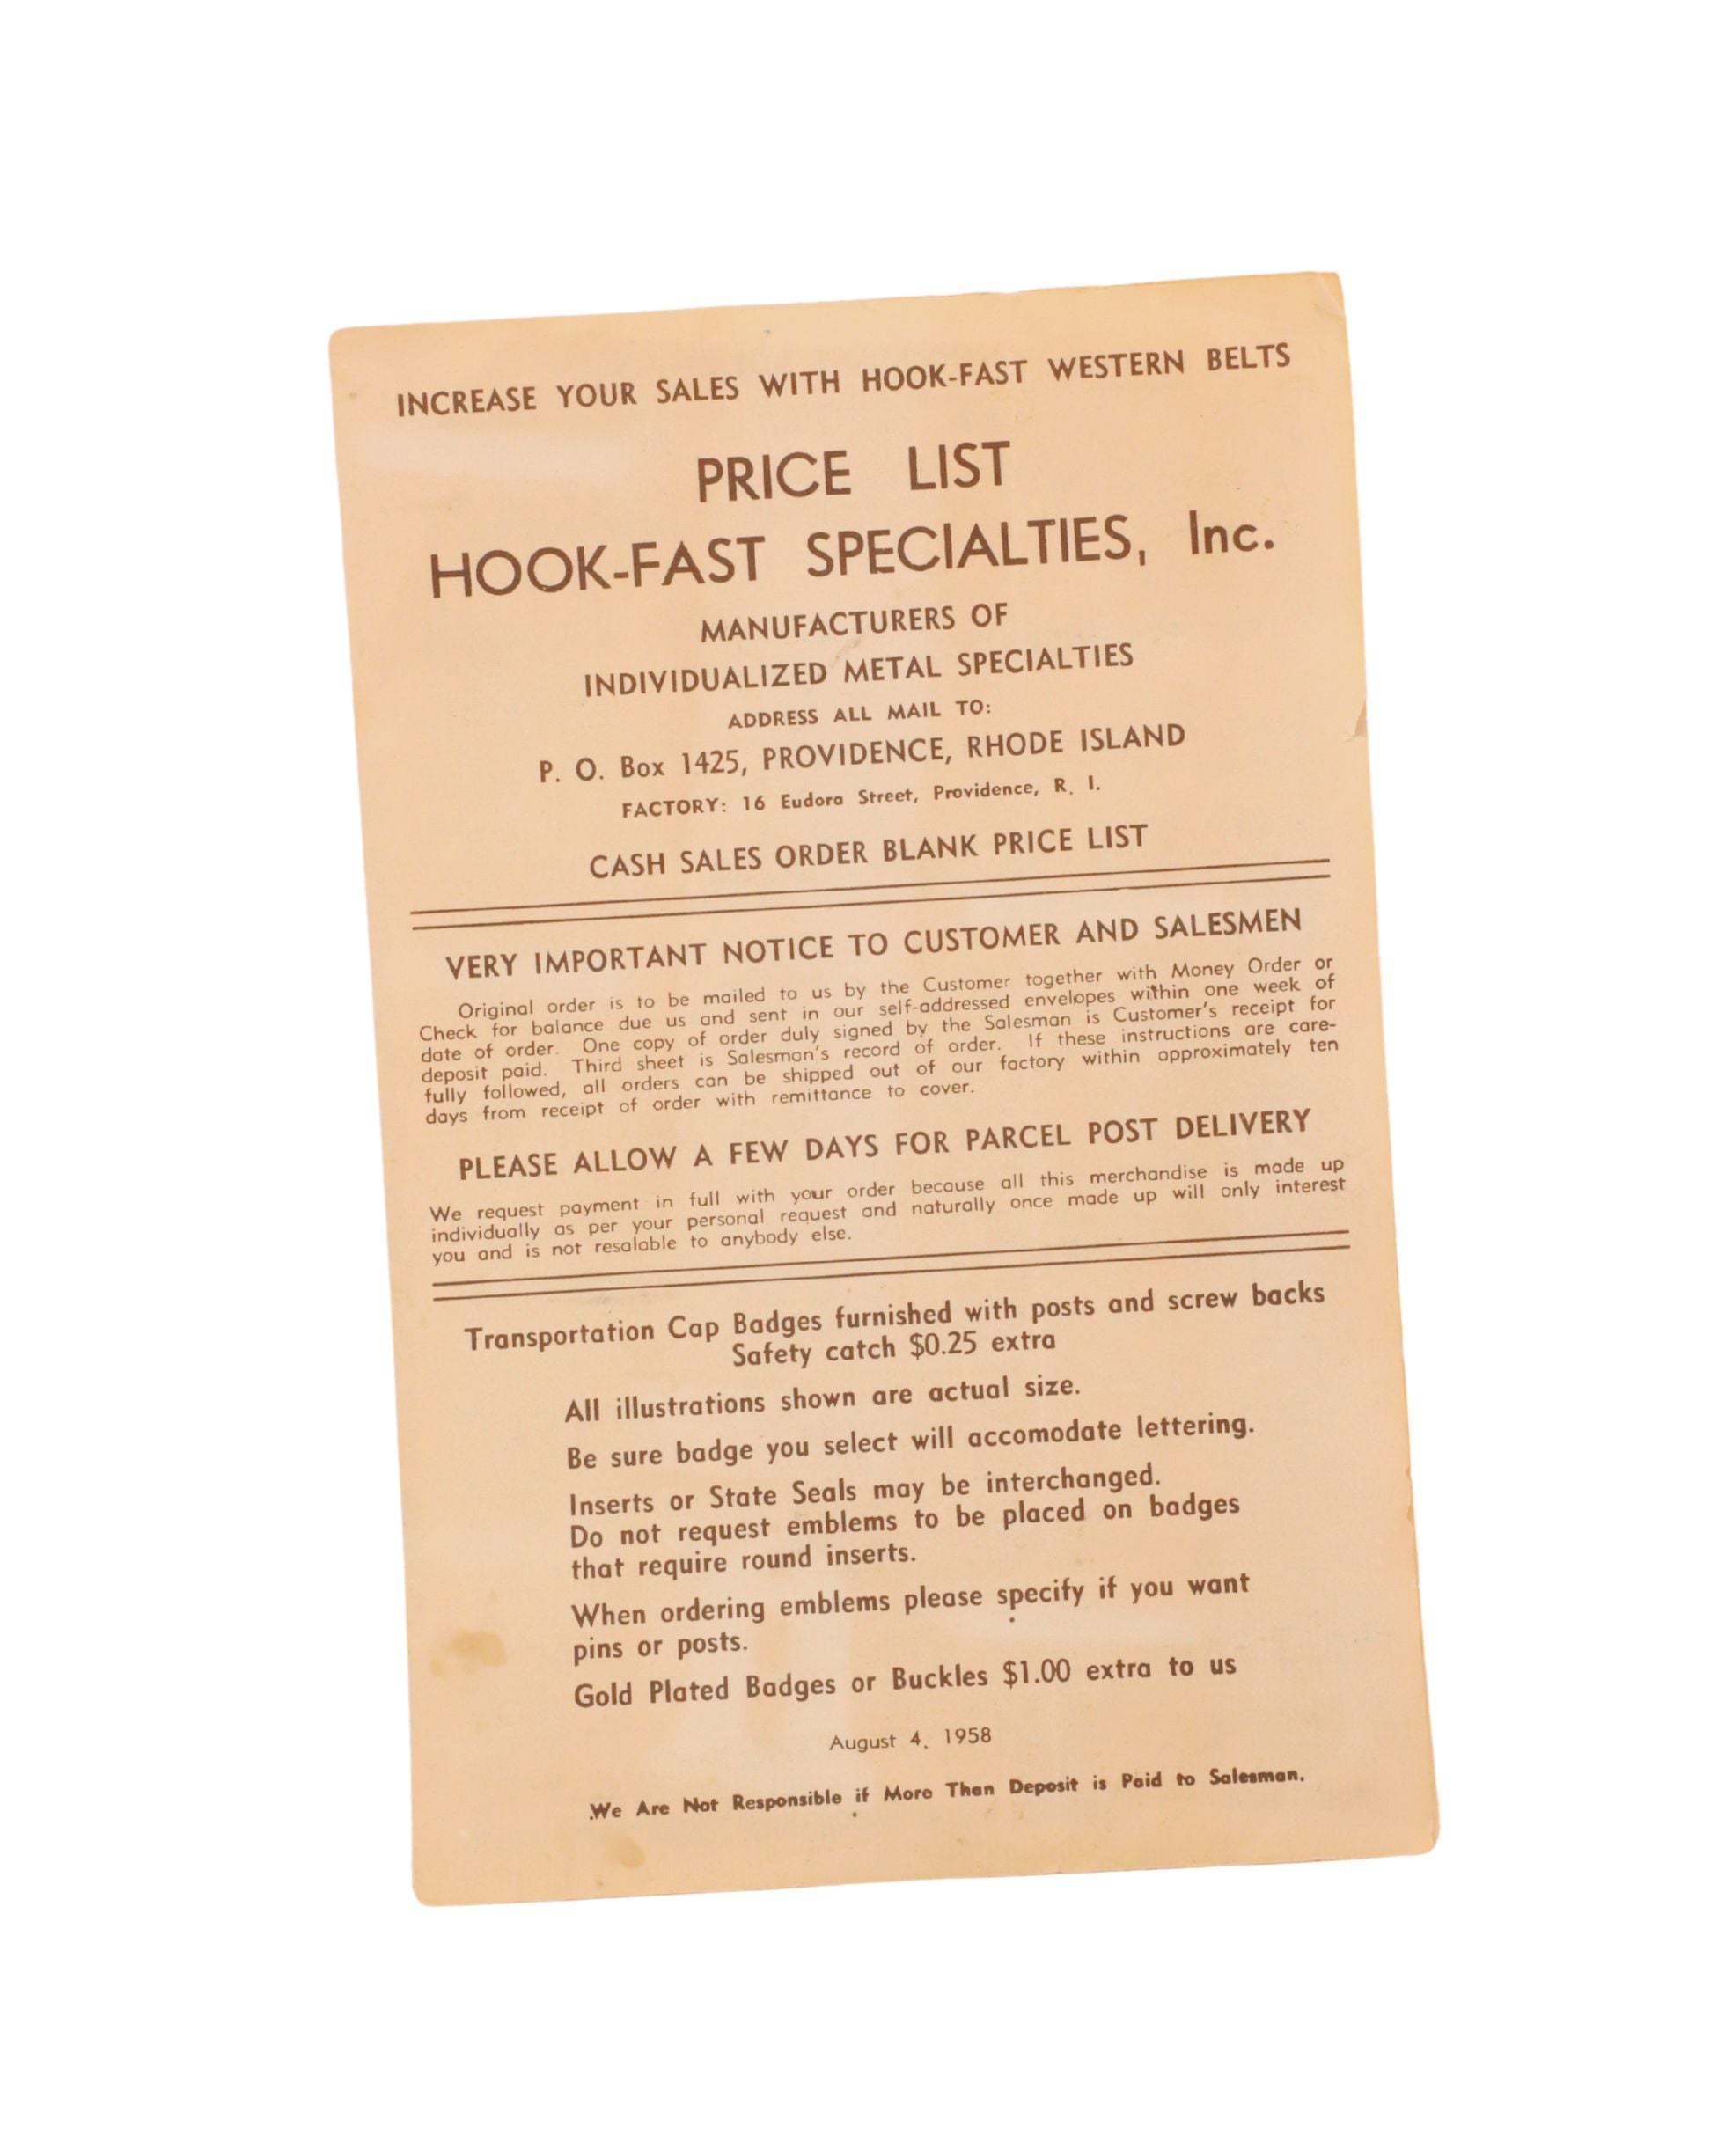 INCREASE YOUR SALES WITH HOOK-FAST WESTERN BELTS
PRICE LIST
HOOK-FAST SPECIALTIES, Inc.
MANUFACTURERS OF
INDIVIDUALIZED METAL SPECIALTIES
ADDRESS ALL MAIL TO:
P. O. Box 1425, PROVIDENCE, RHODE ISLAND
FACTORY: 16 Eudora Street, Providence, R. I.
CASH SALES ORDER BLANK PRICE LIST
VERY IMPORTANT NOTICE TO CUSTOMER AND SALESMEN
Original order is to be mailed to us by the Customer together with Money Order or
Check for balance due us and sent in our self-addressed envelopes within one week of
date of order. One copy of order duly signed by the Salesman is Customer's receipt for
deposit paid. Third sheet is Salesman's record of order. If these instructions are care-
fully followed, all orders can be shipped out of our factory within approximately ten
days from receipt of order with remittance to cover.
PLEASE ALLOW A FEW DAYS FOR PARCEL POST DELIVERY
We request payment in full with your order because all this merchandise is made up
individually as per your personal request and naturally once made up will only interest
you and is not resalable to anybody else.
Transportation Cap Badges furnished with posts and screw backs
Safety catch $0.25 extra
All illustrations shown are actual size.
Be sure badge you select will accomodate lettering.
Inserts or State Seals may be interchanged.
Do not request emblems to be placed on badges
that require round inserts.
When ordering emblems please specify if you want
pins or posts.
Gold Plated Badges or Buckles $1.00 extra to us
August 4, 1958
We Are Not Responsible if More Than Deposit is Paid to Salesman.